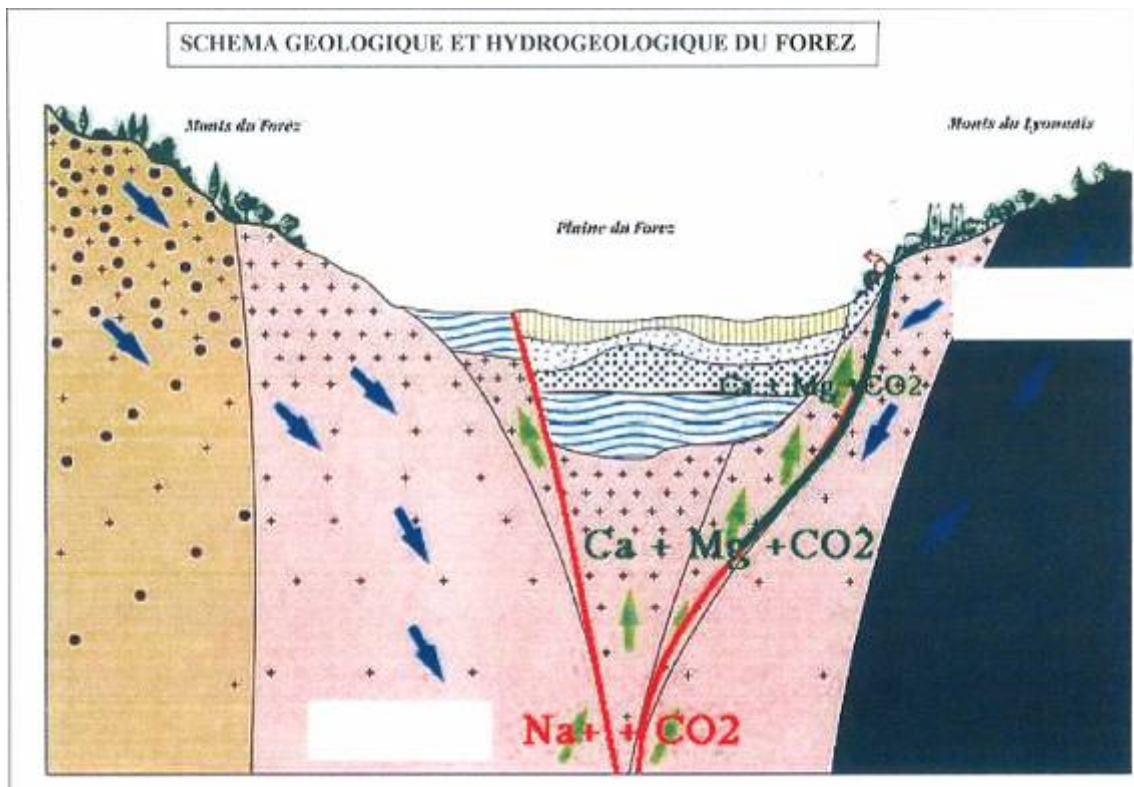 SCHEMA GEOLOGIQUE ET HYDROGEOLOGIQUE DU FOREZ
Monts du Forez
Monts du Lyonnais
Plaine du Forez
Ca + Mg +CO2
Ca + Mg +CO2
Na+ + CO2